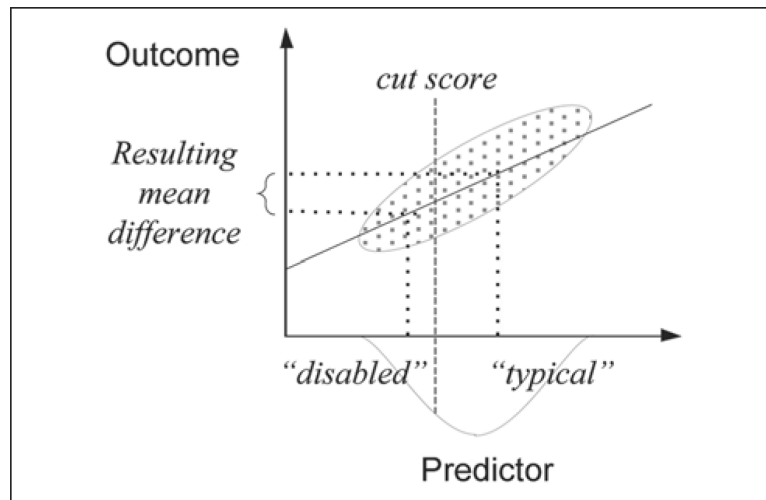 Outcome
cut score
Resulting
mean
difference
“disabled”
“typical”
Predictor